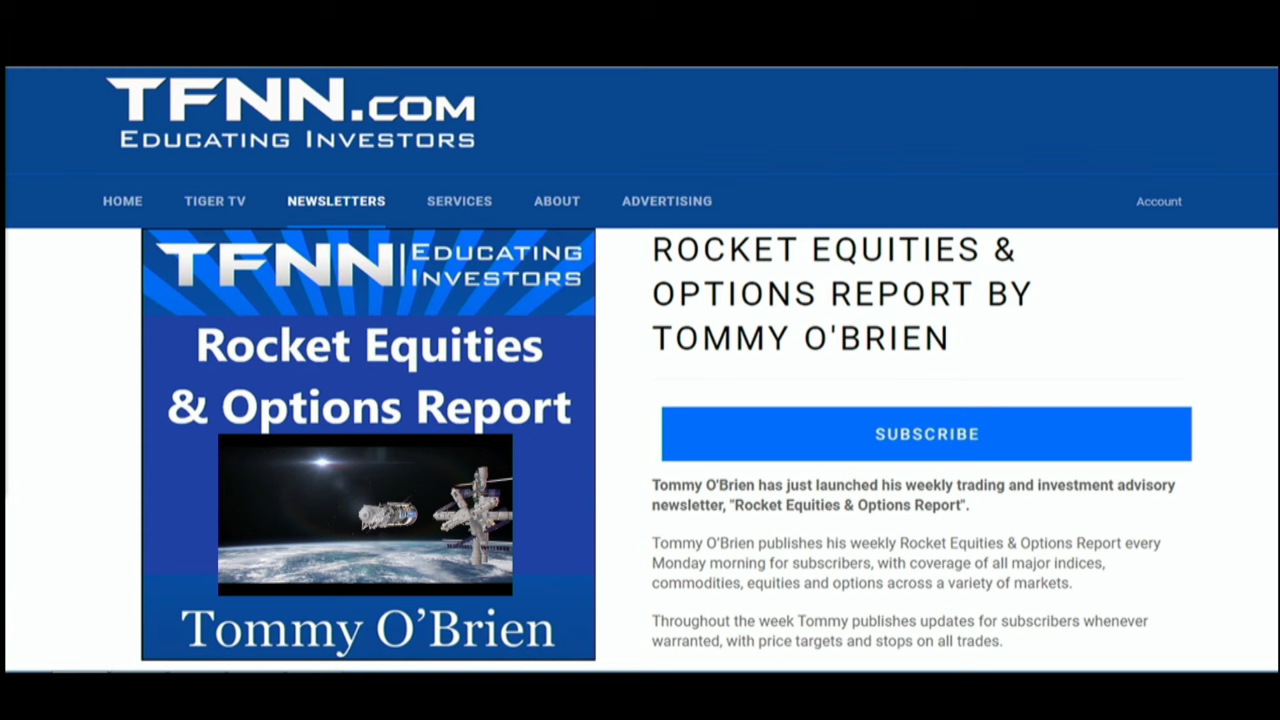 TFNN.COM
EDUCATING INVESTORS
HOME
TIGER TV
NEWSLETTERS
SERVICES
ABOUT
ADVERTISING
Account
TFNN
EDUCATING
INVESTORS
Rocket Equities
& Options Report
Tommy O’Brien
ROCKET EQUITIES &
OPTIONS REPORT BY
TOMMY O'BRIEN
SUBSCRIBE
Tommy O'Brien has just launched his weekly trading and investment advisory
newsletter, "Rocket Equities & Options Report".
Tommy O'Brien publishes his weekly Rocket Equities & Options Report every
Monday morning for subscribers, with coverage of all major indices,
commodities, equities and options across a variety of markets.
Throughout the week Tommy publishes updates for subscribers whenever
warranted, with price targets and stops on all trades.